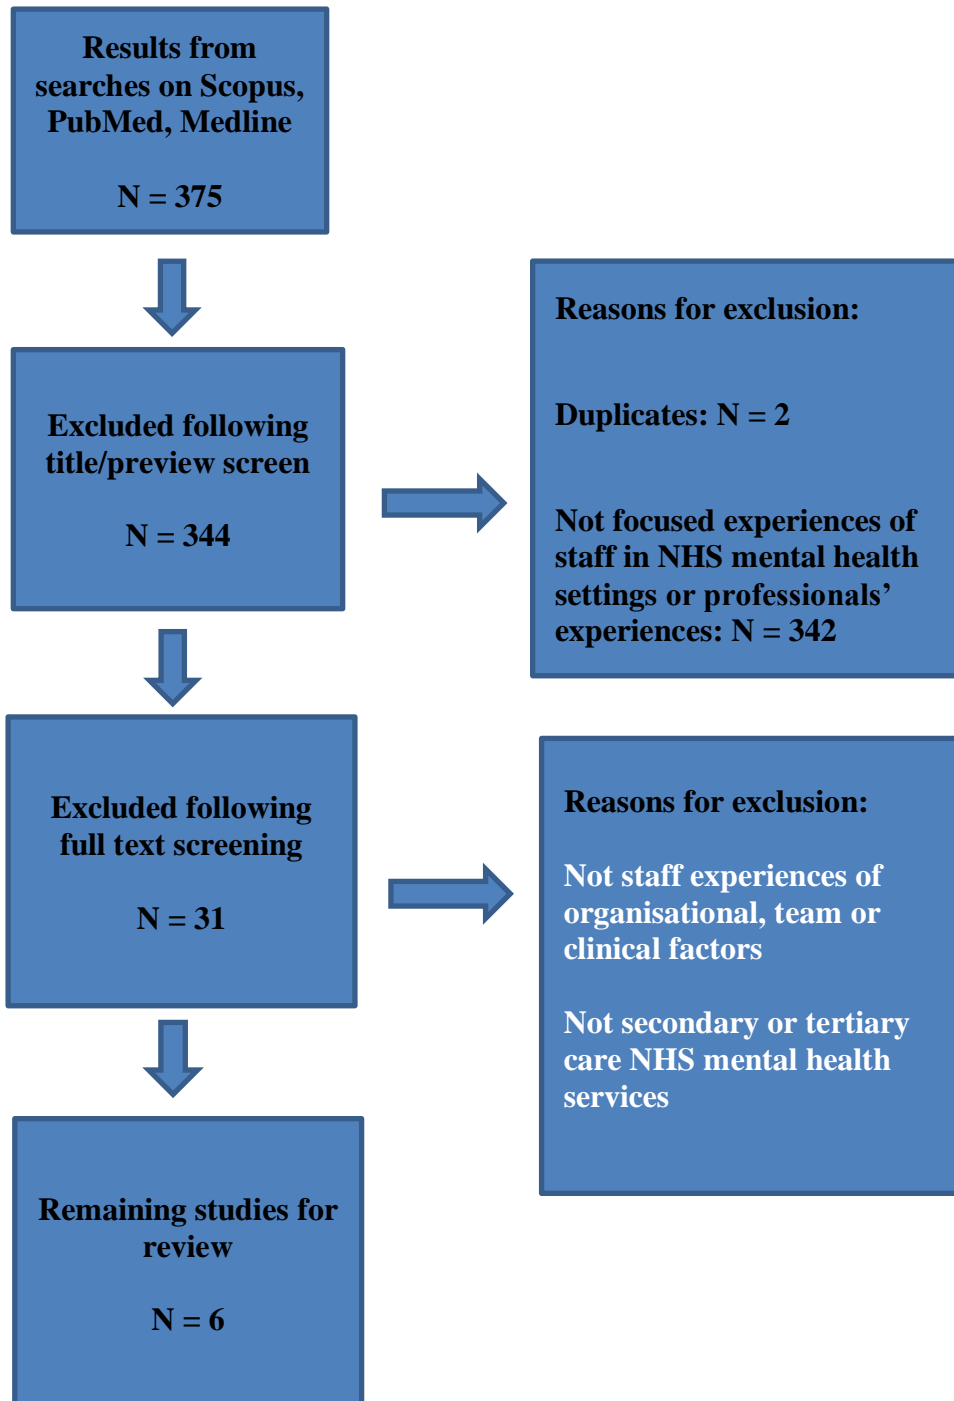 Results from
searches on Scopus,
PubMed, Medline
N = 375
Excluded following
title/preview screen
N = 344
Reasons for exclusion:
Duplicates: N = 2
Not focused experiences of
staff in NHS mental health
settings or professionals’
experiences: N = 342
Excluded following
full text screening
N = 31
Reasons for exclusion:
Not staff experiences of
organisational, team or
clinical factors
Not secondary or tertiary
care NHS mental health
services
Remaining studies for
review
N = 6